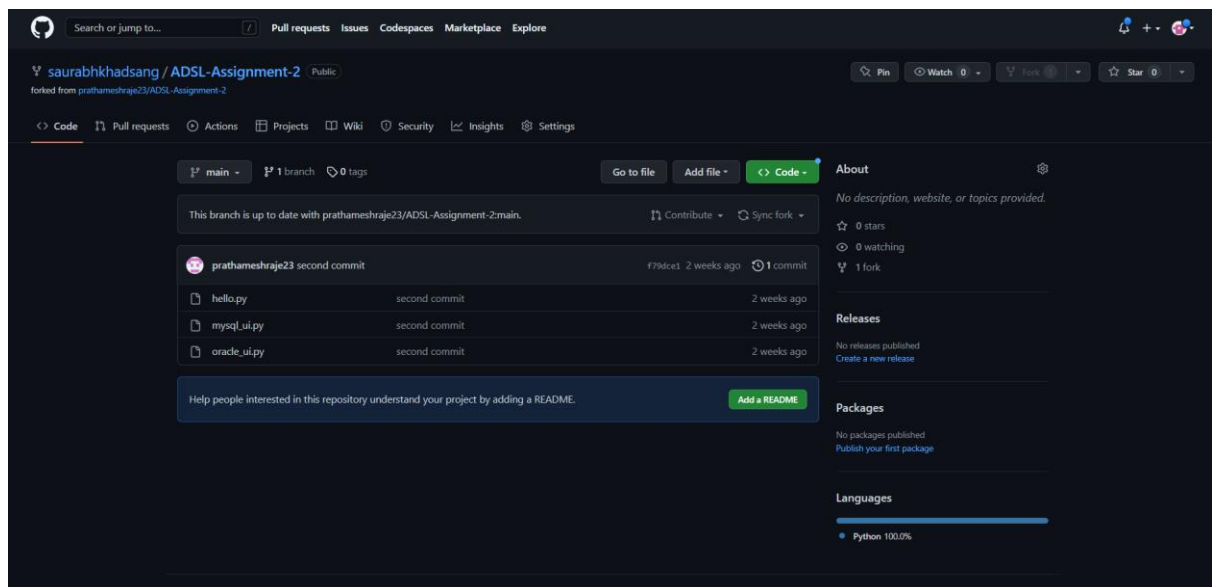 Search or jump to... / Pull requests Issues Codespaces Marketplace Explore
saurabhkhadsang / ADSL-Assignment-2 Public
Pin Watch 0 Fork 1 Star 0
forked from prathameshraje23/ADSL-Assignment-2
Code Pull requests Actions Projects Wiki Security Insights Settings
main 1 branch 0 tags Go to file Add file Code
This branch is up to date with prathameshraje23/ADSL-Assignment-2:main. Contribute Sync fork
prathameshraje23 second commit f79dce1 2 weeks ago 1 commit
hello.py second commit 2 weeks ago
mysql_ui.py second commit 2 weeks ago
oracle_ui.py second commit 2 weeks ago
Help people interested in this repository understand your project by adding a README. Add a README
About
No description, website, or topics provided.
0 stars
0 watching
1 fork
Releases
No releases published
Create a new release
Packages
No packages published
Publish your first package
Languages
Python 100.0%